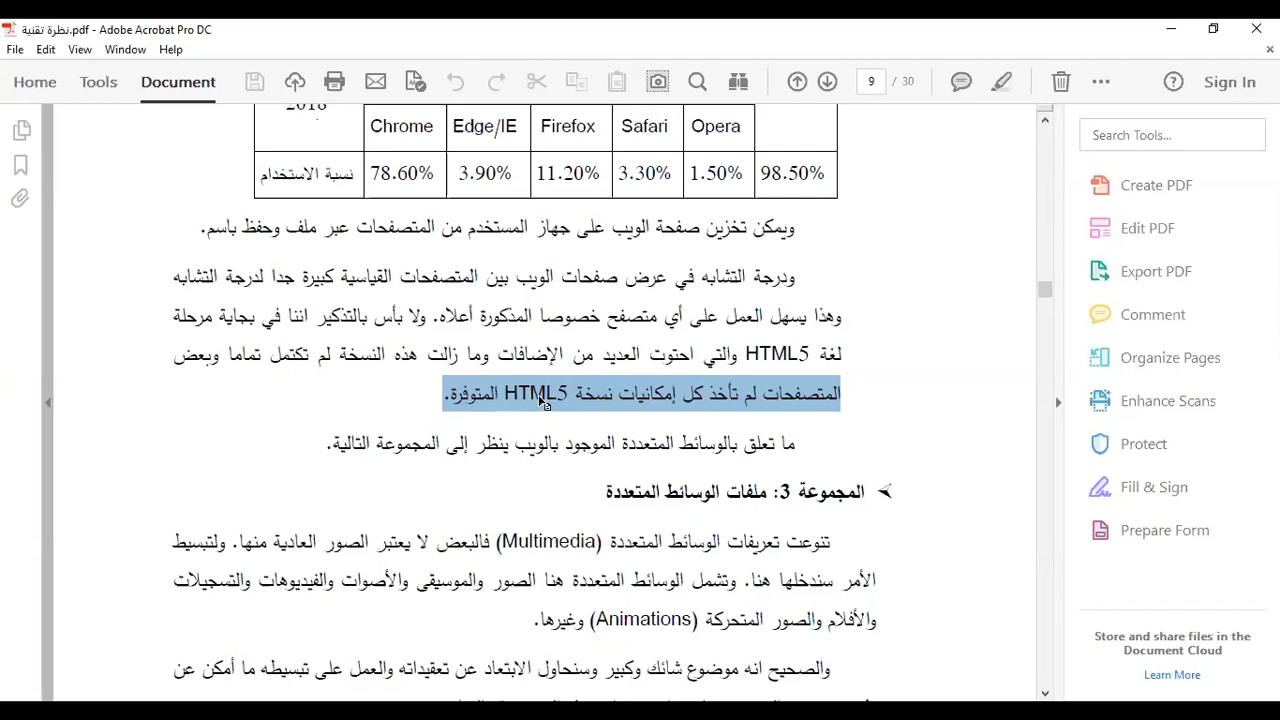 نظرة تقنية.pdf - Adobe Acrobat Pro DC
File Edit View Window Help
Home Tools Document 9 / 30 Sign In
2018
Chrome Edge/IE Firefox Safari Opera
نسبة الاستخدام 78.60% 3.90% 11.20% 3.30% 1.50% 98.50%
ويمكن تخزين صفحة الويب على جهاز المستخدم من المتصفحات عبر ملف وحفظ باسم.
ودرجة التشابه في عرض صفحات الويب بين المتصفحات القياسية كبيرة جدا لدرجة التشابه
وهذا يسهل العمل على أي متصفح خصوصا المذكورة أعلاه. ولا بأس بالتذكير اننا في بجاية مرحلة
لغة HTML5 والتي احتوت العديد من الإضافات وما زالت هذه النسخة لم تكتمل تماما وبعض
المتصفحات لم تأخذ كل إمكانيات نسخة HTML5 المتوفرة.
ما تعلق بالوسائط المتعددة الموجود بالويب ينظر إلى المجموعة التالية.
المجموعة 3: ملفات الوسائط المتعددة
تنوعت تعريفات الوسائط المتعددة (Multimedia) فالبعض لا يعتبر الصور العادية منها. ولتبسيط
الأمر سندخلها هنا. وتشمل الوسائط المتعددة هنا الصور والموسيقى والأصوات والفيديوهات والتسجيلات
والأفلام والصور المتحركة (Animations) وغيرها.
والصحيح انه موضوع شائك وكبير وسنحاول الابتعاد عن تعقيداته والعمل على تبسيطه ما أمكن عن
Search Tools...
Create PDF
Edit PDF
Export PDF
Comment
Organize Pages
Enhance Scans
Protect
Fill & Sign
Prepare Form
Store and share files in the
Document Cloud
Learn More